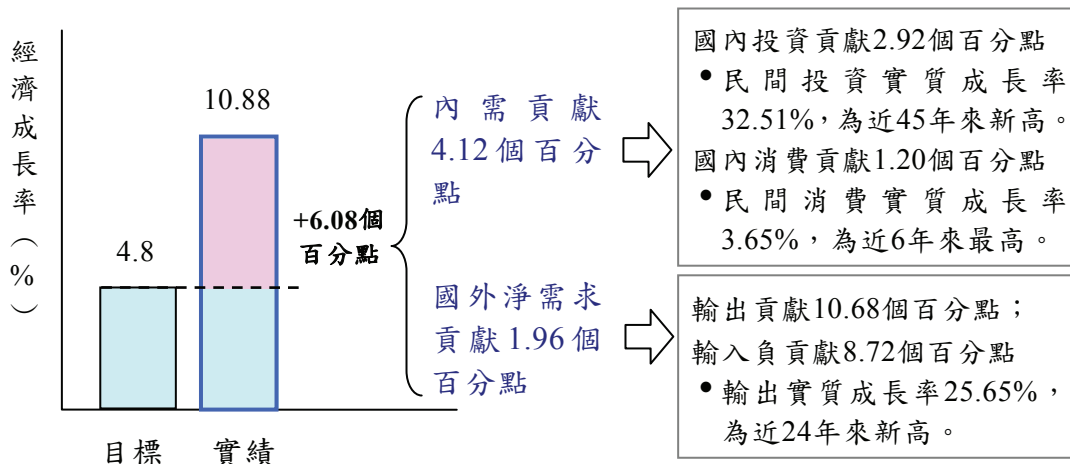 經濟成長率（%）
10.88
4.8
目標
實績
+6.08個
百分點
內需貢獻
4.12個百分
點
國外淨需求
貢獻1.96個
百分點
國內投資貢獻2.92個百分點
•民間投資實質成長率
32.51%，為近45年來新高。
國內消費貢獻1.20個百分點
•民間消費實質成長率
3.65%，為近6年來最高。
輸出貢獻10.68個百分點；
輸入負貢獻8.72個百分點
•輸出實質成長率25.65%，
為近24年來新高。